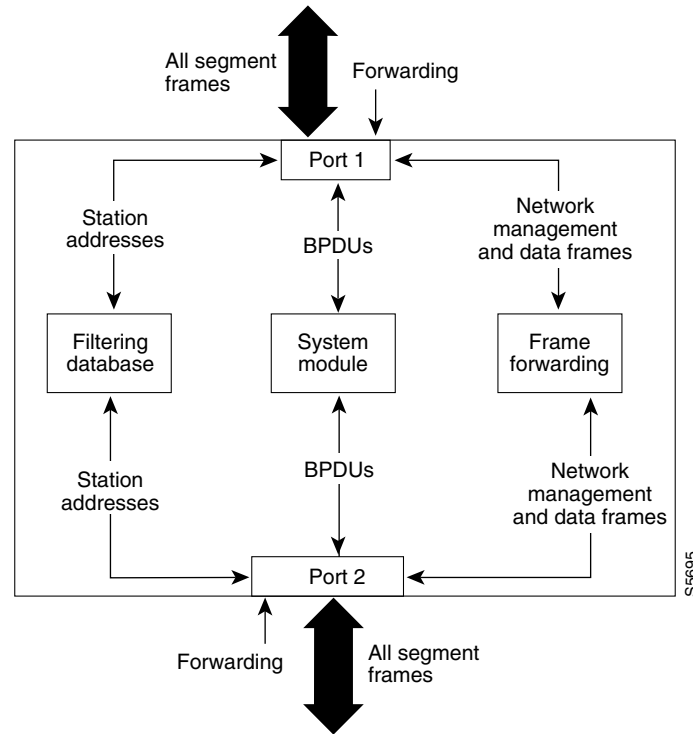 All segment
frames
Forwarding
Port 1
Station
addresses
BPDUs
Network
management
and data frames
Filtering
database
System
module
Frame
forwarding
Station
addresses
BPDUs
Network
management
and data frames
Port 2
S5695
Forwarding
All segment
frames